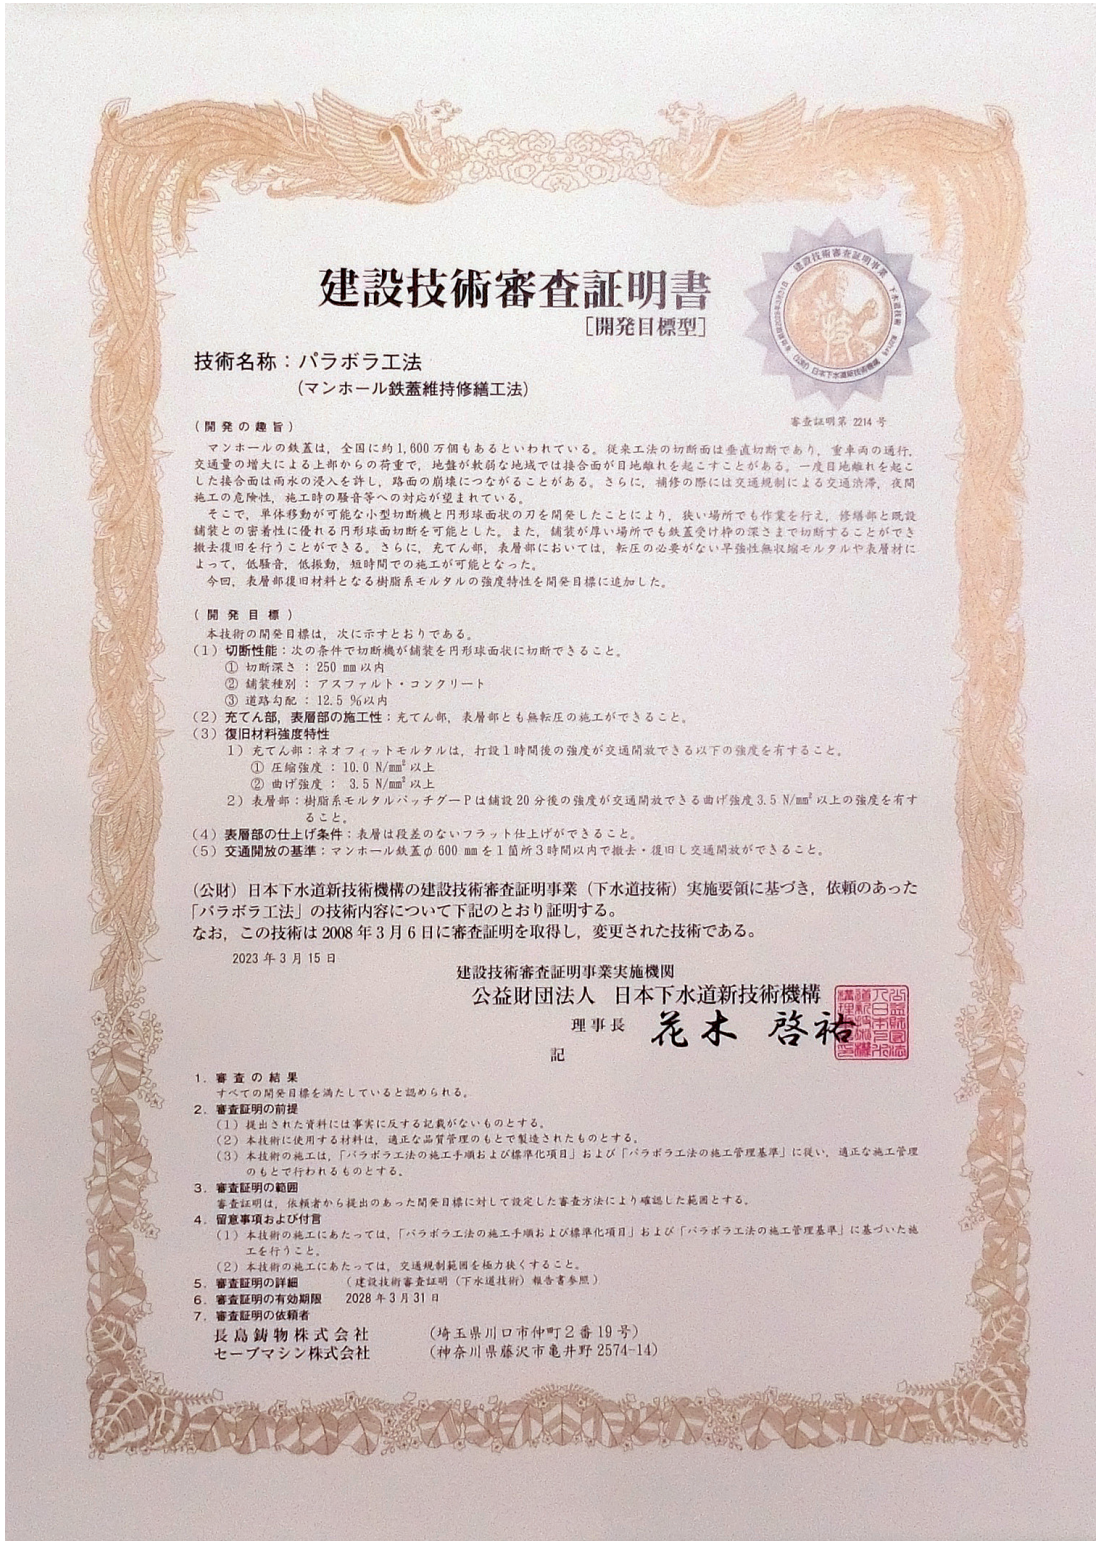 建設技術審査証明書
［開発目標型］
技術名称：パラボラ工法
（マンホール鉄蓋維持修繕工法）
建設技術審査証明事業
下水道技術
審査証明第 2214 号
（開発の趣旨）
マンホールの鉄蓋は，全国に約1,600万個もあるといわれている。従来工法の切断面は垂直切断であり，重車両の通行，
交通量の増大による上部からの荷重で，地盤が軟弱な地域では接合面が目地離れを起こすことがある。一度目地離れを起こ
した接合面は雨水の浸入を許し，路面の崩壊につながることがある。さらに，補修の際には交通規制による交通渋滞，夜間
施工の危険性，施工時の騒音等への対応が望まれている。
そこで，単体移動が可能な小型切断機と円形球面状の刃を開発したことにより，狭い場所でも作業を行え，修繕部と既設
舗装との密着性に優れる円形球面切断を可能とした。また，舗装が厚い場所でも鉄蓋受け枠の深さまで切断することができ
撤去復旧を行うことができる。さらに，充てん部，表層部においては，転圧の必要がない早強性無収縮モルタルや表層材に
よって，低騒音，低振動，短時間での施工が可能となった。
今回，表層部復旧材料となる樹脂系モルタルの強度特性を開発目標に追加した。
（開発目標）
本技術の開発目標は，次に示すとおりである。
（1）切断性能：次の条件で切断機が舗装を円形球面状に切断できること。
① 切断深さ：250 mm以内
② 舗装種別：アスファルト・コンクリート
③ 道路勾配：12.5 %以内
（2）充てん部，表層部の施工性：充てん部，表層部とも無転圧の施工ができること。
（3）復旧材料強度特性
1）充てん部：ネオフィットモルタルは，打設1時間後の強度が交通開放できる以下の強度を有すること。
① 圧縮強度：10.0 N/mm²以上
② 曲げ強度： 3.5 N/mm²以上
2）表層部：樹脂系モルタルパッチグーPは舗設20分後の強度が交通開放できる曲げ強度3.5 N/mm²以上の強度を有す
ること。
（4）表層部の仕上げ条件：表層は段差のないフラット仕上げができること。
（5）交通開放の基準：マンホール鉄蓋φ600 mmを1箇所3時間以内で撤去・復旧し交通開放ができること。
（公財）日本下水道新技術機構の建設技術審査証明事業（下水道技術）実施要領に基づき，依頼のあった
「パラボラ工法」の技術内容について下記のとおり証明する。
なお，この技術は2008年3月6日に審査証明を取得し，変更された技術である。
2023年3月15日
建設技術審査証明事業実施機関
公益財団法人 日本下水道新技術機構
理事長 花木 啓祐
記
1．審査の結果
すべての開発目標を満たしていると認められる。
2．審査証明の前提
（1）提出された資料には事実に反する記載がないものとする。
（2）本技術に使用する材料は，適正な品質管理のもとで製造されたものとする。
（3）本技術の施工は，「パラボラ工法の施工手順および標準化項目」および「パラボラ工法の施工管理基準」に従い，適正な施工管理
のもとで行われるものとする。
3．審査証明の範囲
審査証明は，依頼者から提出のあった開発目標に対して設定した審査方法により確認した範囲とする。
4．留意事項および付言
（1）本技術の施工にあたっては，「パラボラ工法の施工手順および標準化項目」および「パラボラ工法の施工管理基準」に基づいた施
工を行うこと。
（2）本技術の施工にあたっては，交通規制範囲を極力狭くすること。
5．審査証明の詳細 （建設技術審査証明（下水道技術）報告書参照）
6．審査証明の有効期限 2028年3月31日
7．審査証明の依頼者
長島鋳物株式会社 （埼玉県川口市仲町2番19号）
セーブマシン株式会社 （神奈川県藤沢市亀井野2574-14）